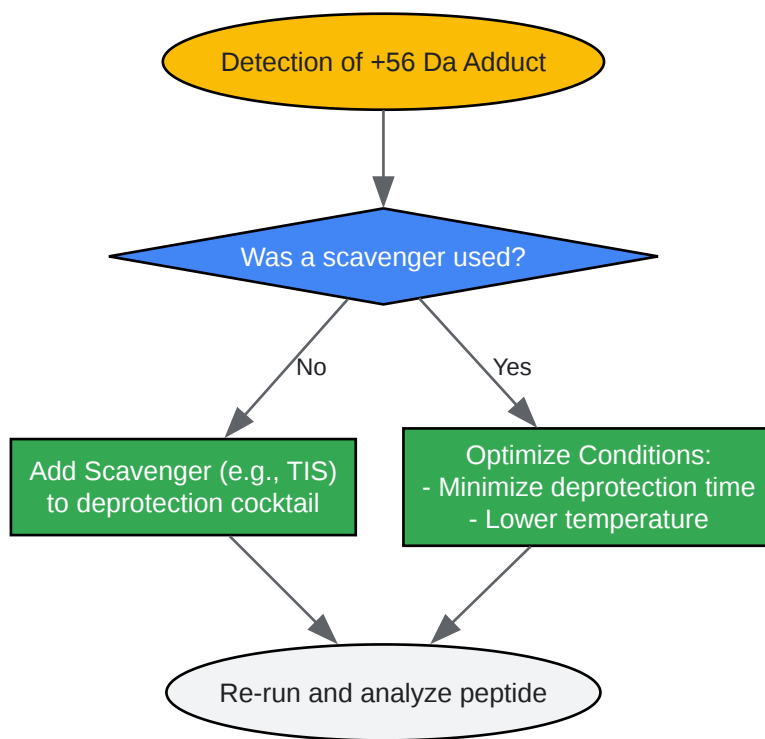 Detection of +56 Da Adduct
Was a scavenger used?
No
Yes
Add Scavenger (e.g., TIS)
to deprotection cocktail
Optimize Conditions:
- Minimize deprotection time
- Lower temperature
Re-run and analyze peptide